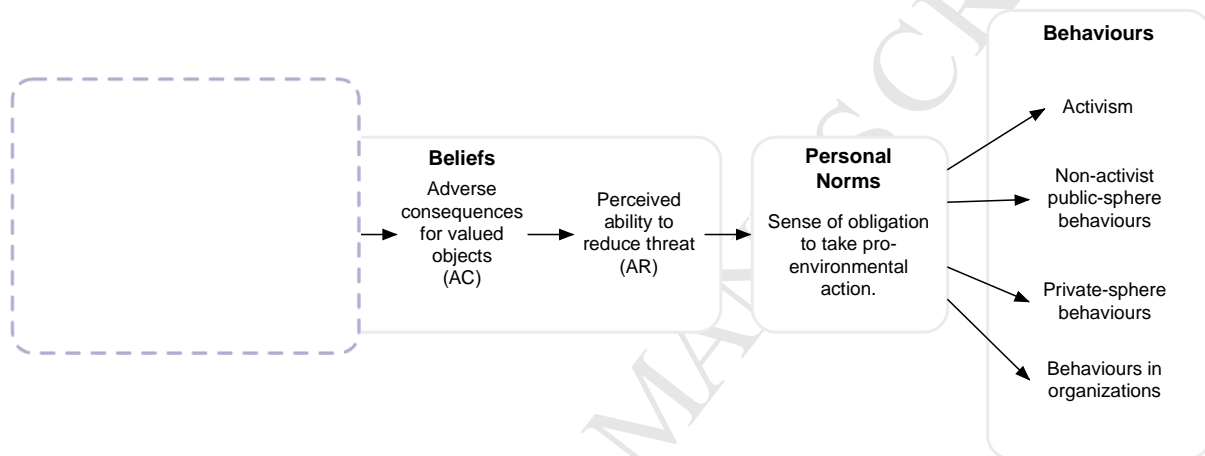 Behaviours
Activism
Non-activist
public-sphere
behaviours
Private-sphere
behaviours
Behaviours in
organizations
Beliefs
Adverse
consequences
for valued
objects
(AC)
Perceived
ability to
reduce threat
(AR)
Personal
Norms
Sense of obligation
to take pro-
environmental
action.